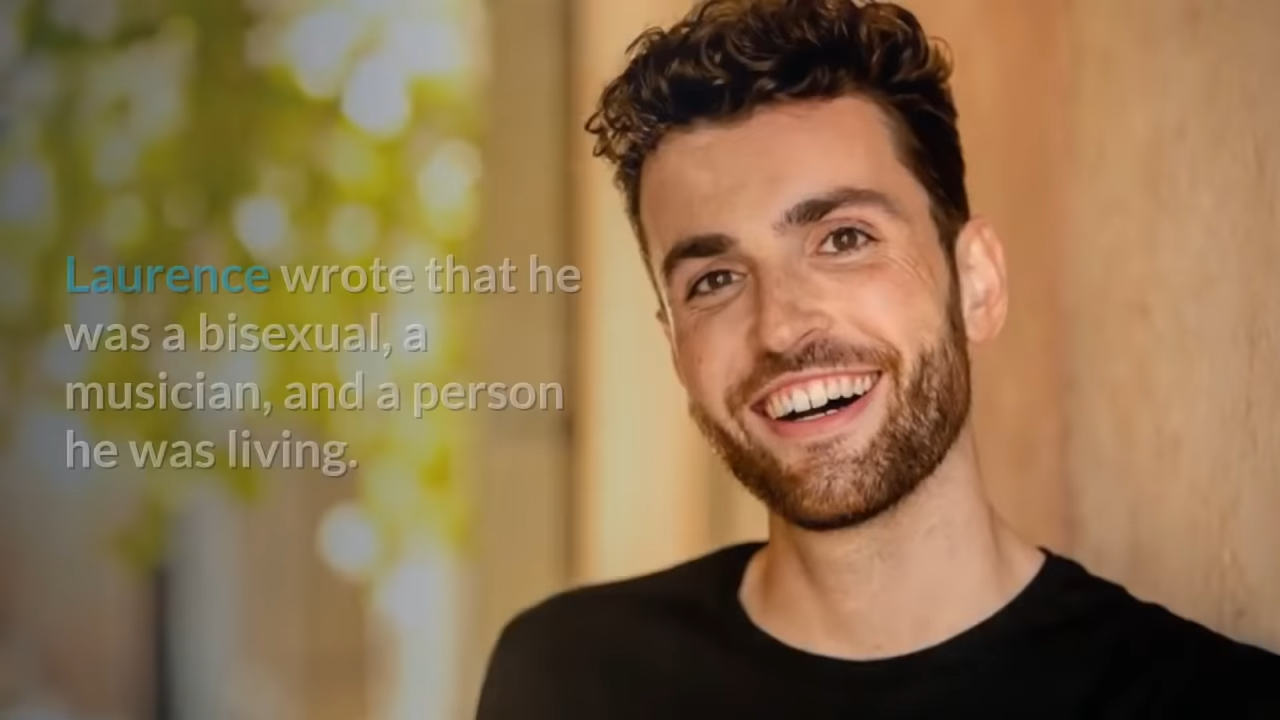 Laurence wrote that he
was a bisexual, a
musician, and a person
he was living.